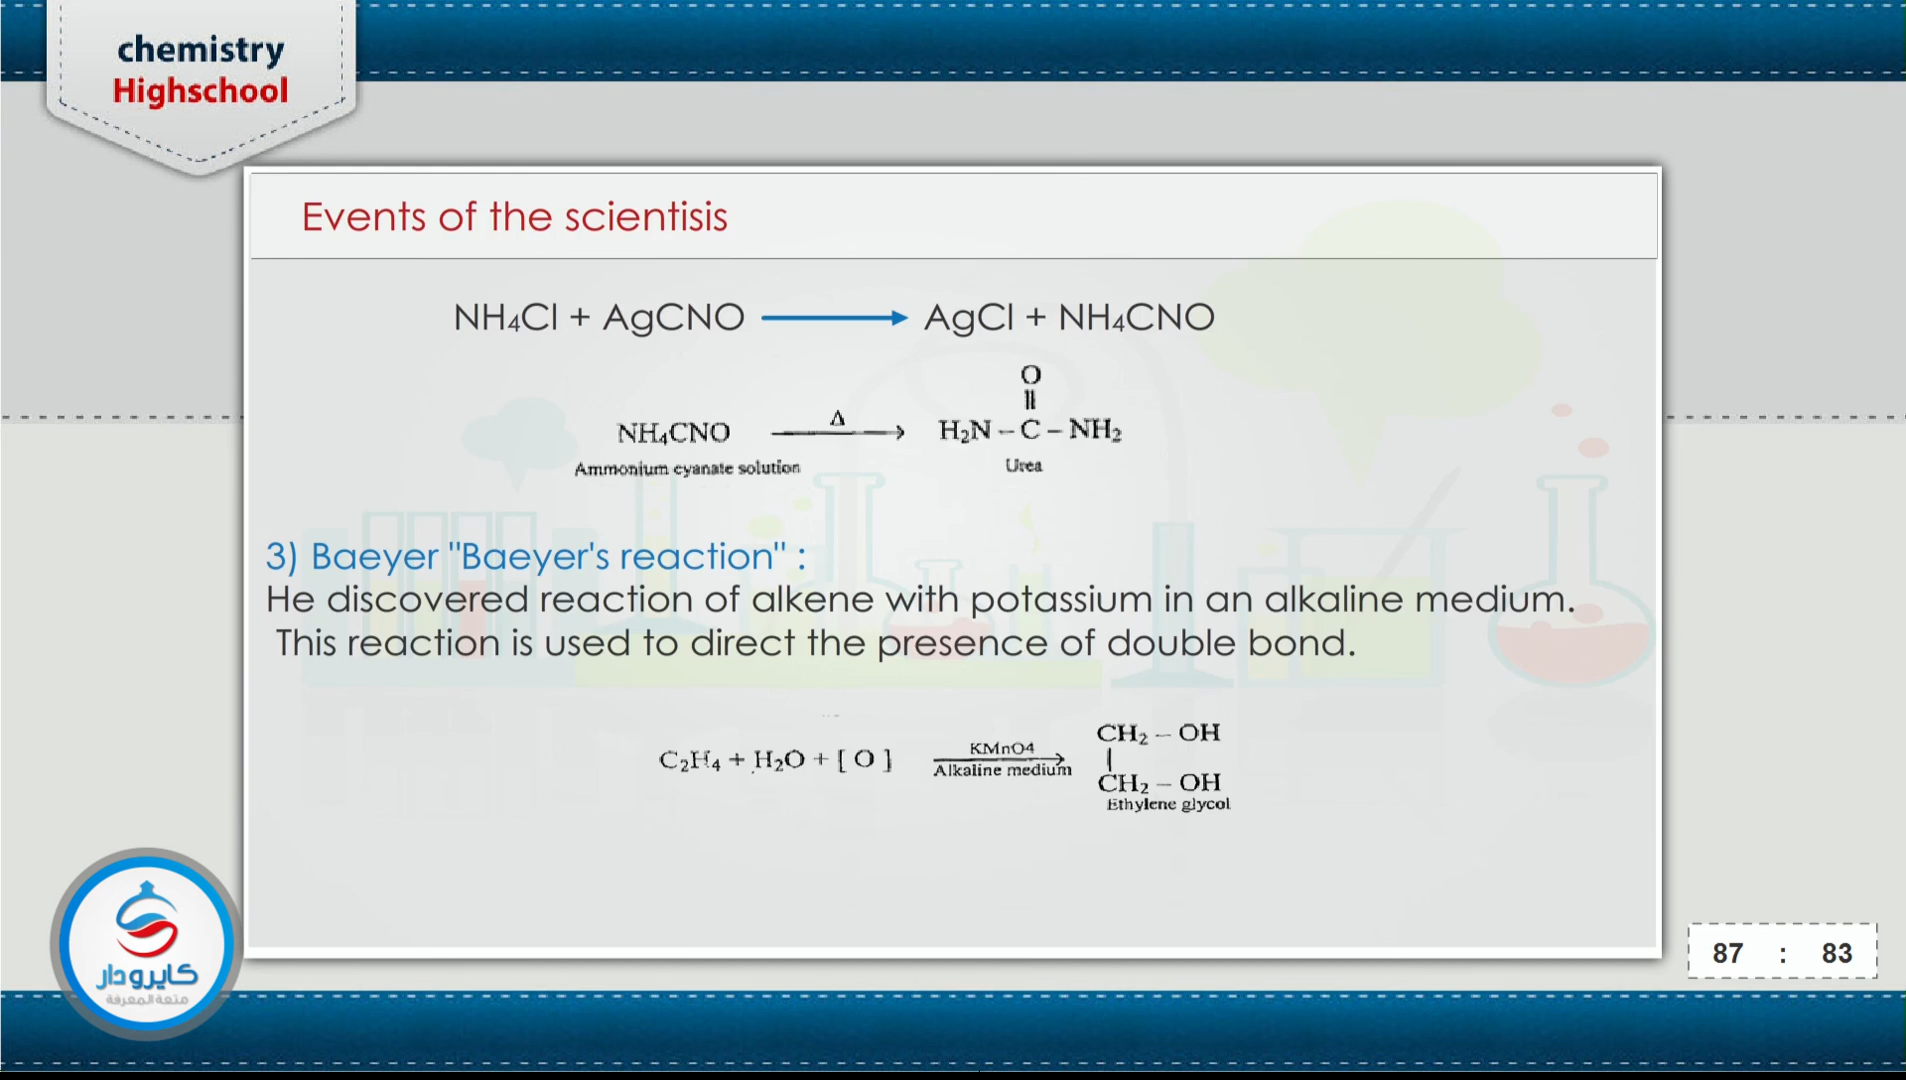 chemistry
Highschool
Events of the scientisis
NH₄Cl + AgCNO → AgCl + NH₄CNO
O
||
NH₄CNO Δ → H₂N – C – NH₂
Ammonium cyanate solution Urea
3) Baeyer "Baeyer's reaction" :
He discovered reaction of alkene with potassium in an alkaline medium.
This reaction is used to direct the presence of double bond.
CH₂ – OH
C₂H₄ + H₂O + [ O ] KMnO4 → |
Alkaline medium
CH₂ – OH
Ethylene glycol
كايرودار
متعة المعرفة
87 : 83